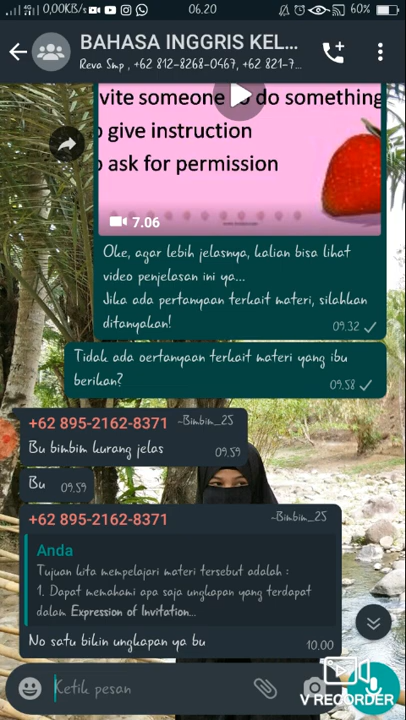 0,00KB/s
06.20
60%
BAHASA INGGRIS KEL...
Reva Smp, +62 812-8268-0467, +62 821-7...
vite someone to do something
o give instruction
o ask for permission
7.06
Oke, agar lebih jelasnya, kalian bisa lihat
video penjelasan ini ya...
Jika ada pertanyaan terkait materi, silahkan
ditanyakan!
09.32
Tidak ada oertanyaan terkait materi yang ibu
berikan?
09.58
+62 895-2162-8371 ~Bimbim_25
Bu bimbim kurang jelas
09.59
Bu 09.59
+62 895-2162-8371 ~Bimbim_25
Anda
Tujuan kita mempelajari materi tersebut adalah :
1. Dapat memahami apa saja ungkapan yang terdapat
dalam Expression of Invitation...
No satu bikin ungkapan ya bu
10.00
Ketik pesan
V RECORDER